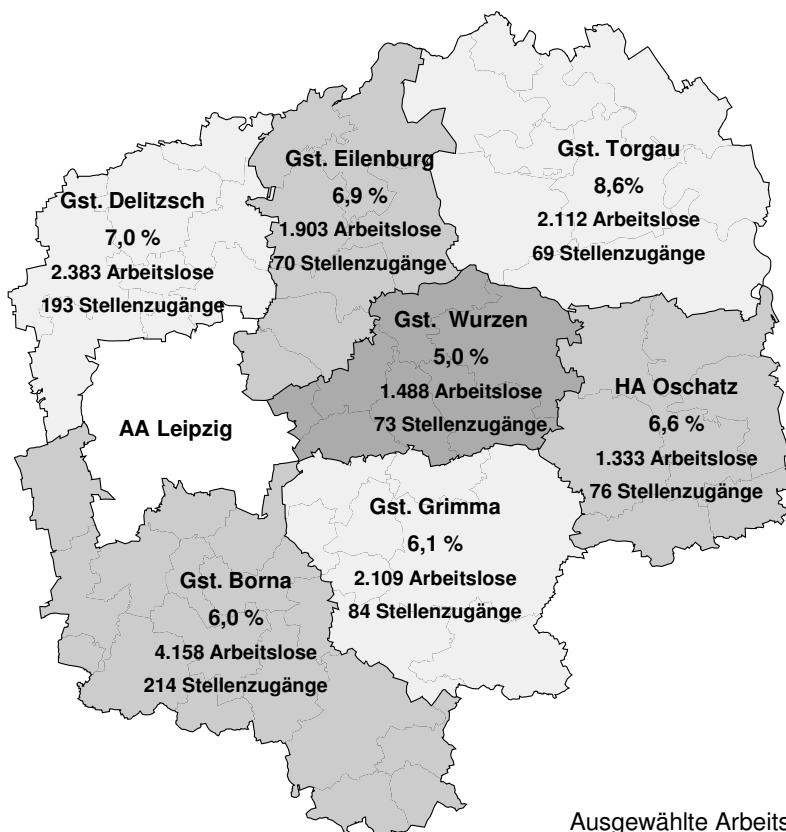 Gst. Eilenburg
6,9 %
1.903 Arbeitslose
70 Stellenzugänge
Gst. Torgau
8,6%
2.112 Arbeitslose
69 Stellenzugänge
Gst. Delitzsch
7,0 %
2.383 Arbeitslose
193 Stellenzugänge
Gst. Wurzen
5,0 %
1.488 Arbeitslose
73 Stellenzugänge
HA Oschatz
6,6 %
1.333 Arbeitslose
76 Stellenzugänge
AA Leipzig
Gst. Grimma
6,1 %
2.109 Arbeitslose
84 Stellenzugänge
Gst. Borna
6,0 %
4.158 Arbeitslose
214 Stellenzugänge
Ausgewählte Arbeits